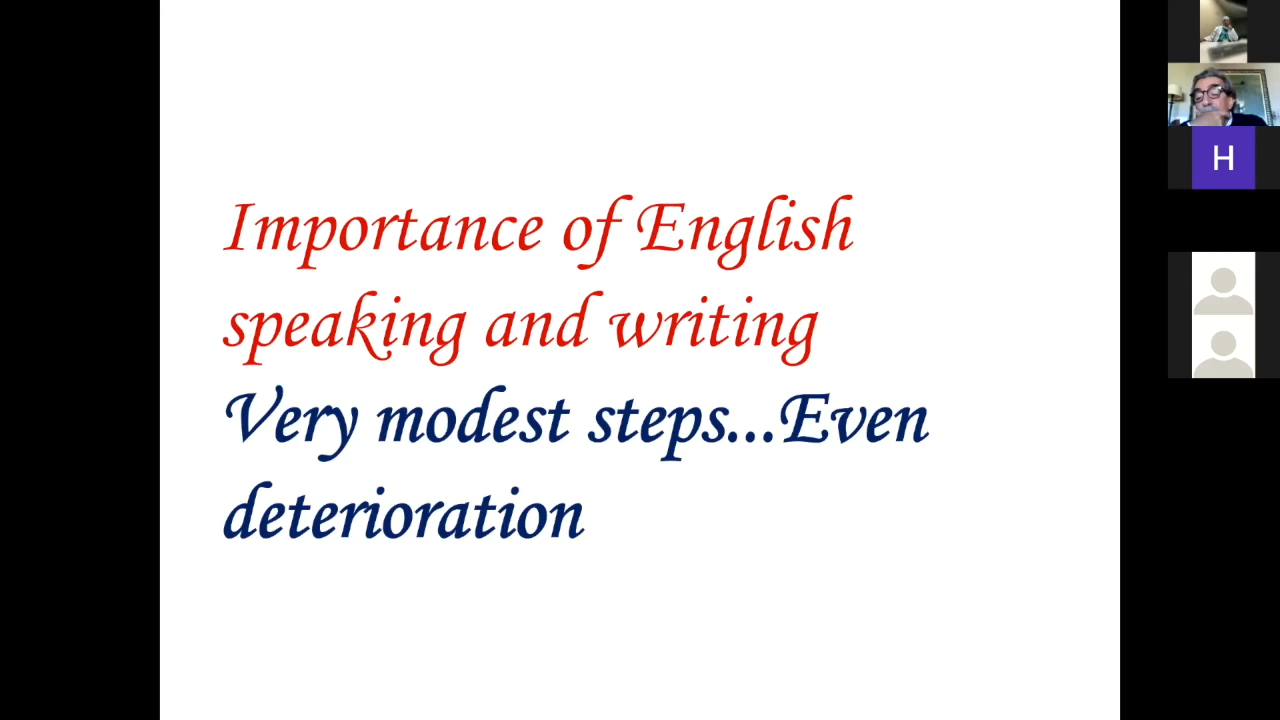 Importance of English
speaking and writing
Very modest steps...Even
deterioration
H